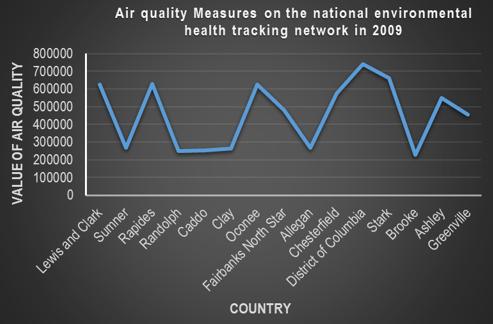 Air quality Measures on the national environmental
health tracking network in 2009
VALUE OF AIR QUALITY
800000
700000
600000
500000
400000
300000
200000
100000
0
Lewis and Clark
Sumner
Rapides
Randolph
Caddo
Clay
Oconee
Fairbanks North Star
Allegan
Chesterfield
District of Columbia
Stark
Brooke
Ashley
Greenville
COUNTRY